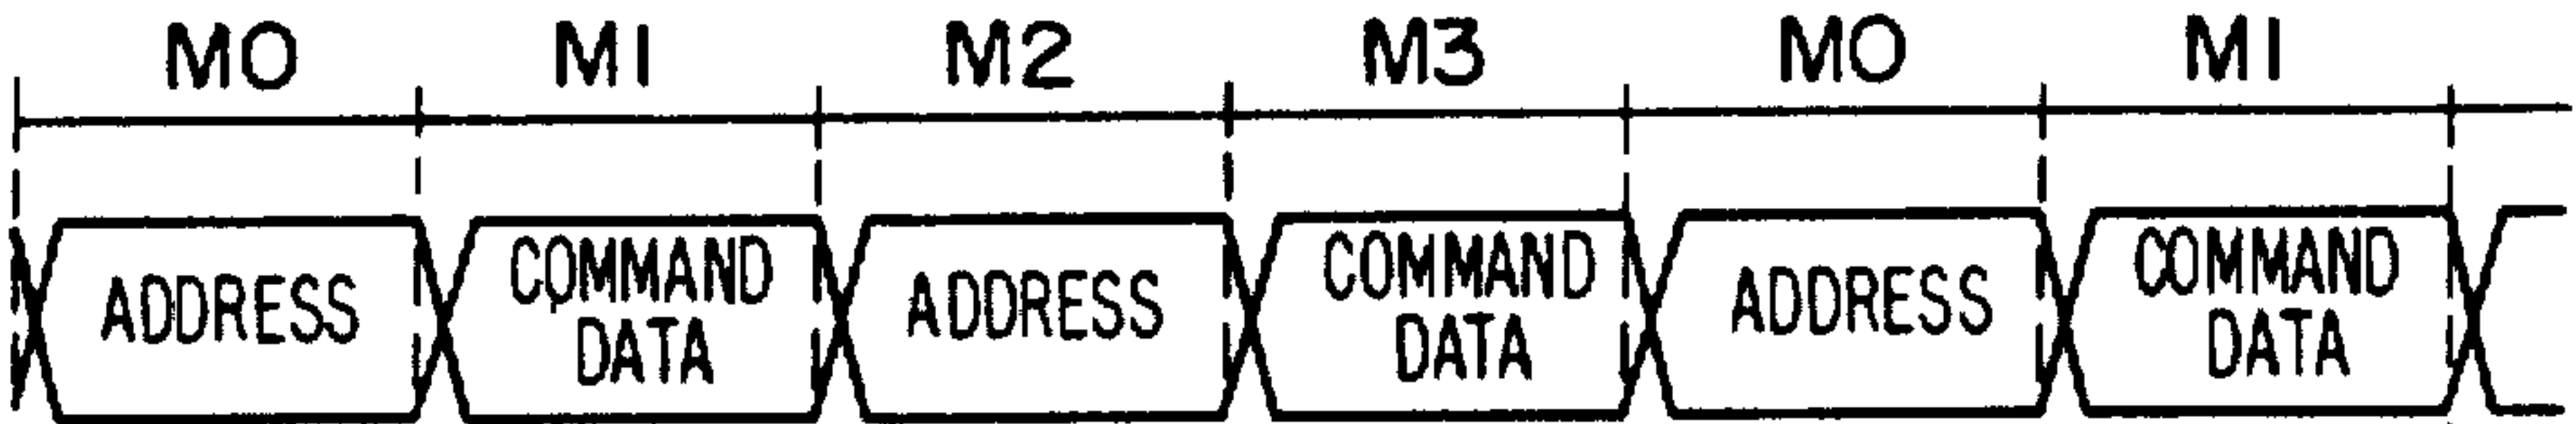 M0 M1 M2 M3 M0 M1
ADDRESS COMMAND DATA ADDRESS COMMAND DATA ADDRESS COMMAND DATA